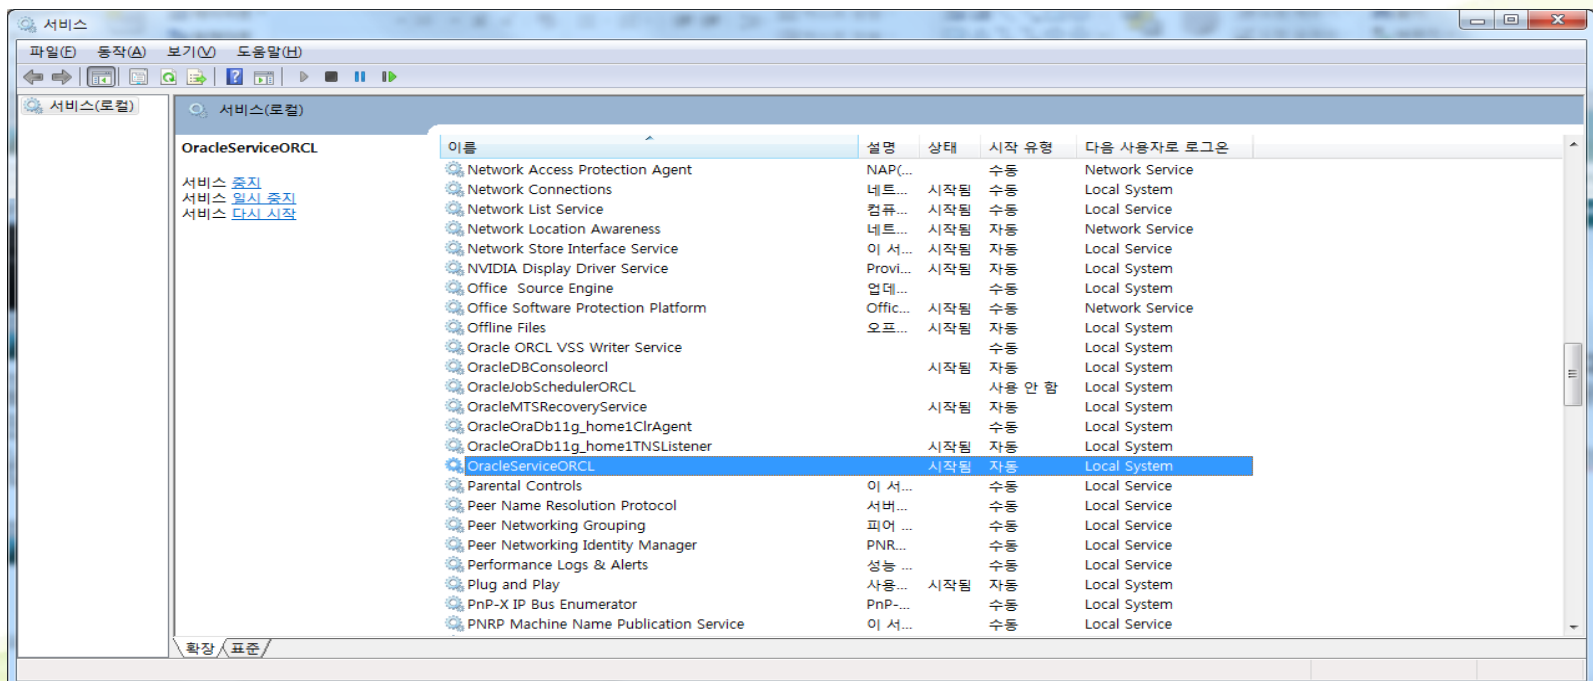 서비스
파일(F) 동작(A) 보기(V) 도움말(H)
서비스(로컬)
서비스(로컬)
OracleServiceORCL
서비스 중지
서비스 일시 중지
서비스 다시 시작
이름 설명 상태 시작 유형 다음 사용자로 로그온
Network Access Protection Agent NAP(... 수동 Network Service
Network Connections 네트... 시작됨 수동 Local System
Network List Service 컴퓨... 시작됨 수동 Local Service
Network Location Awareness 네트... 시작됨 자동 Network Service
Network Store Interface Service 이 서... 시작됨 자동 Local Service
NVIDIA Display Driver Service Provi... 시작됨 자동 Local System
Office  Source Engine 업데... 수동 Local System
Office Software Protection Platform Offic... 시작됨 수동 Network Service
Offline Files 오프... 시작됨 자동 Local System
Oracle ORCL VSS Writer Service 수동 Local System
OracleDBConsoleorcl 시작됨 자동 Local System
OracleJobSchedulerORCL 사용 안 함 Local System
OracleMTSRecoveryService 시작됨 자동 Local System
OracleOraDb11g_home1ClrAgent 수동 Local System
OracleOraDb11g_home1TNSListener 시작됨 자동 Local System
OracleServiceORCL 시작됨 자동 Local System
Parental Controls 이 서... 수동 Local Service
Peer Name Resolution Protocol 서버... 수동 Local Service
Peer Networking Grouping 피어 ... 수동 Local Service
Peer Networking Identity Manager PNR... 수동 Local Service
Performance Logs & Alerts 성능 ... 수동 Local Service
Plug and Play 사용... 시작됨 자동 Local System
PnP-X IP Bus Enumerator PnP-... 수동 Local System
PNRP Machine Name Publication Service 이 서... 수동 Local Service
확장 표준